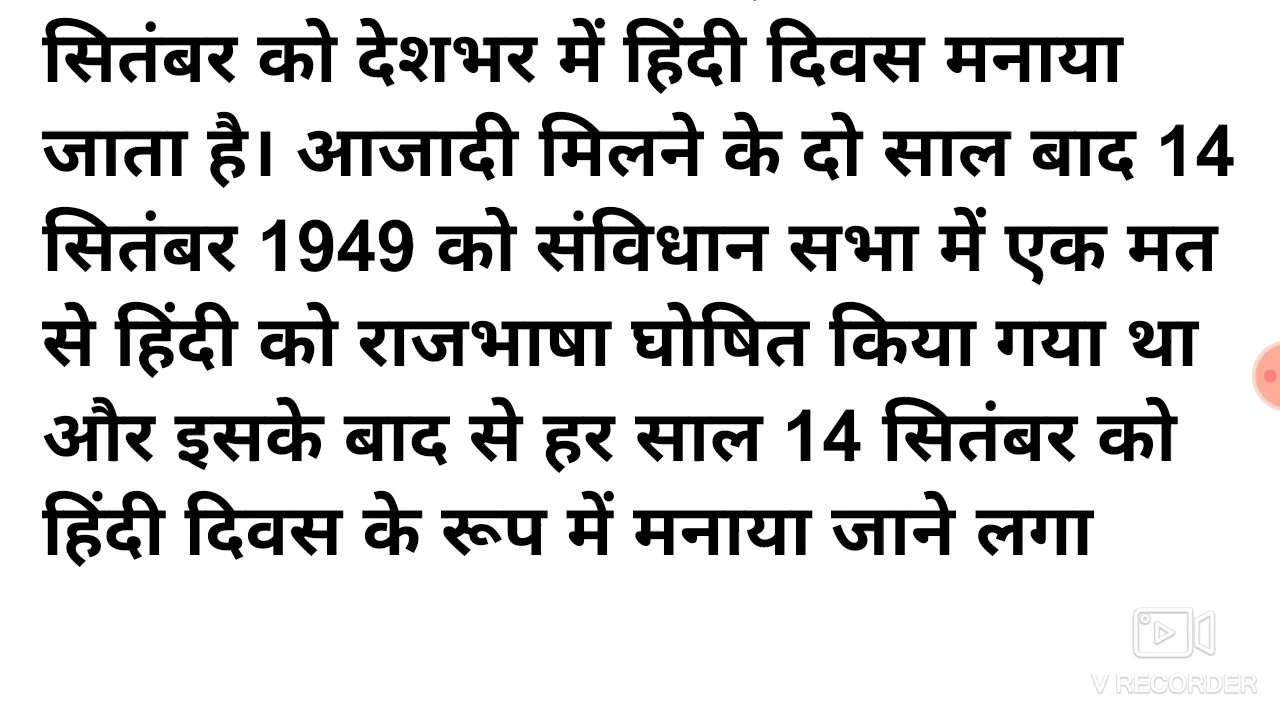 सितंबर को देशभर में हिंदी दिवस मनाया
जाता है। आजादी मिलने के दो साल बाद 14
सितंबर 1949 को संविधान सभा में एक मत
से हिंदी को राजभाषा घोषित किया गया था
और इसके बाद से हर साल 14 सितंबर को
हिंदी दिवस के रूप में मनाया जाने लगा
V RECORDER